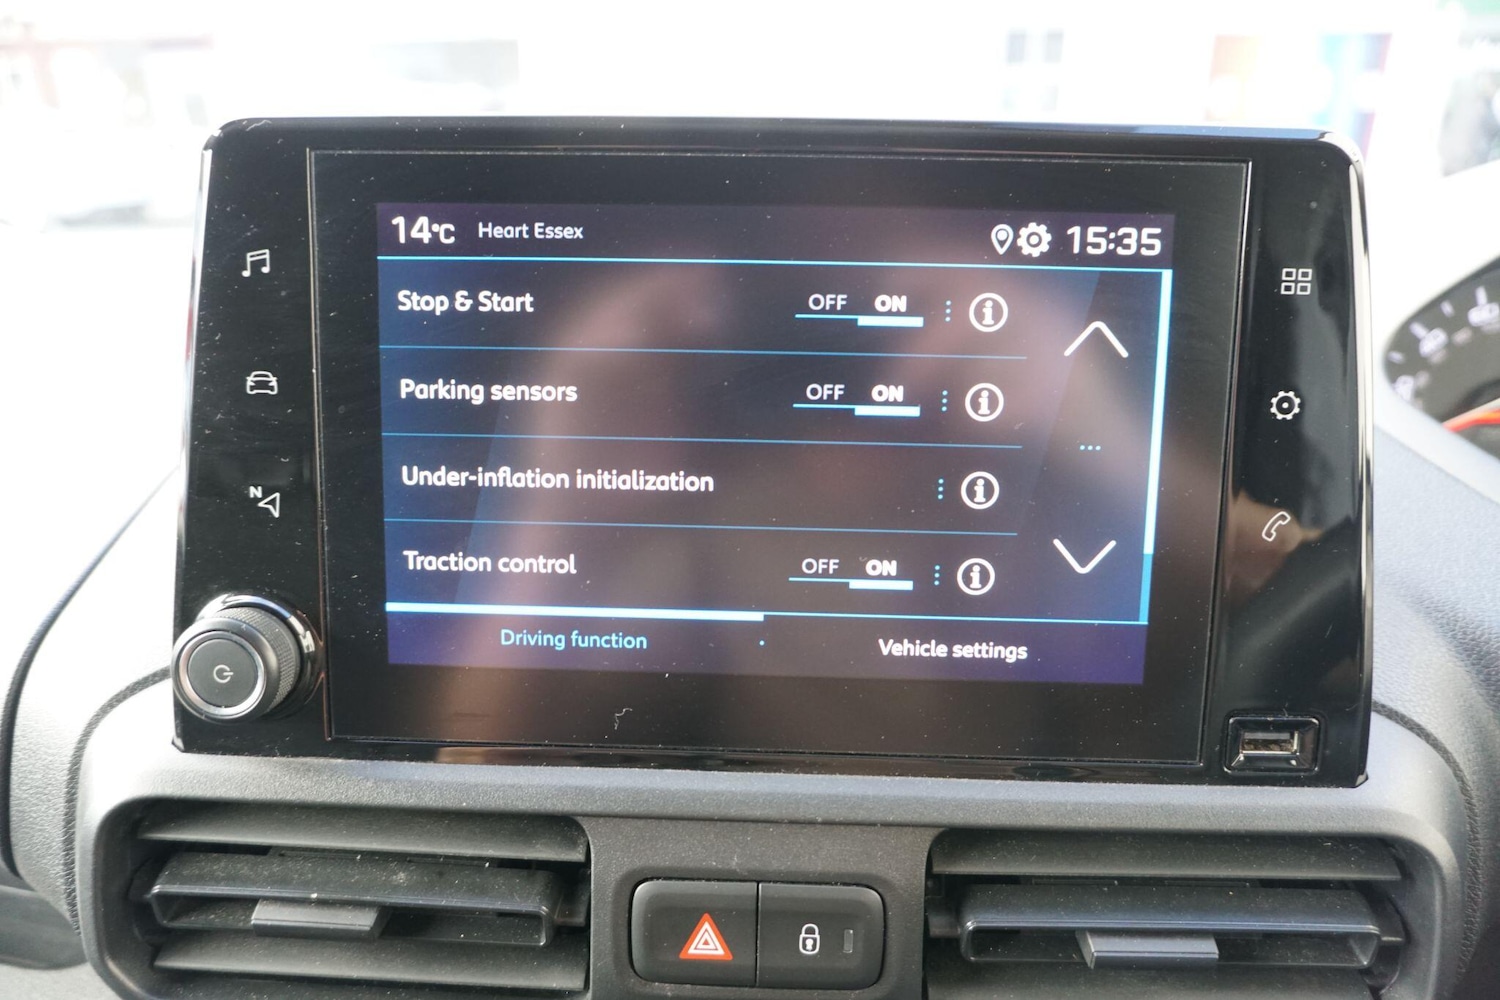 14°C Heart Essex 15:35
Stop & Start OFF ON
Parking sensors OFF ON
Under-inflation initialization
Traction control OFF ON
Driving function Vehicle settings
N